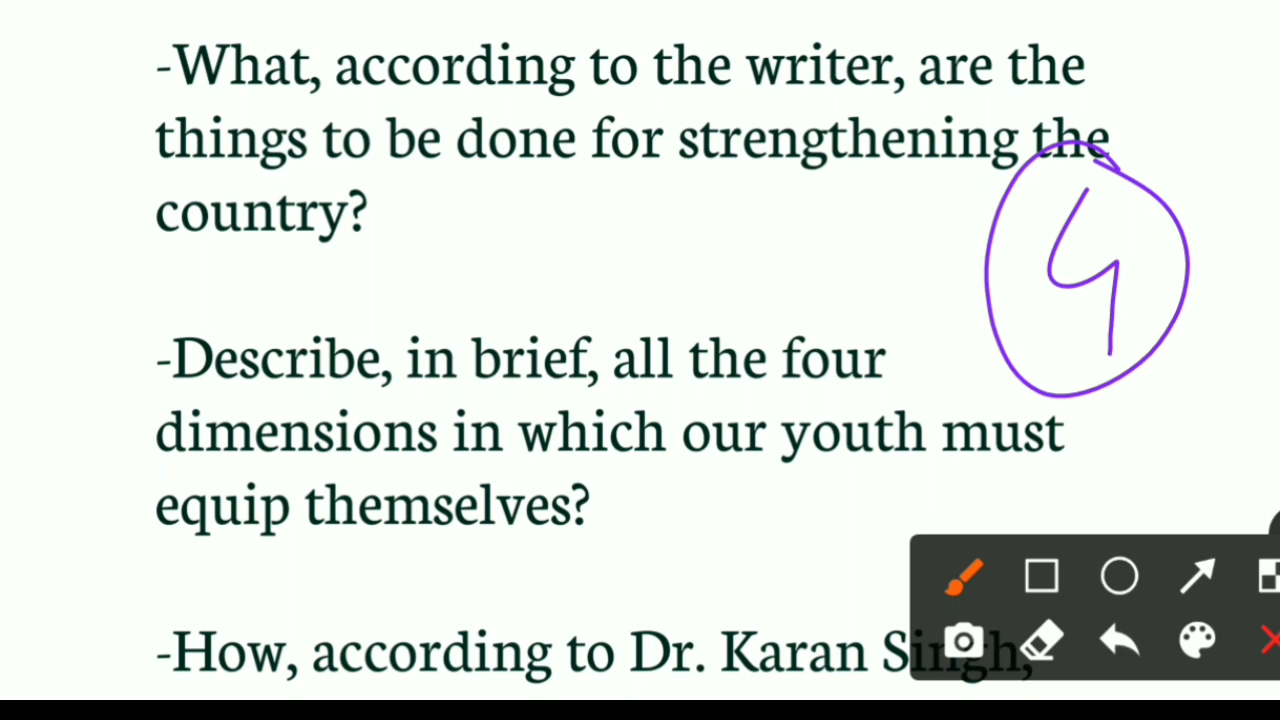 -What, according to the writer, are the
things to be done for strengthening the
country?
4
-Describe, in brief, all the four
dimensions in which our youth must
equip themselves?
-How, according to Dr. Karan Singh,